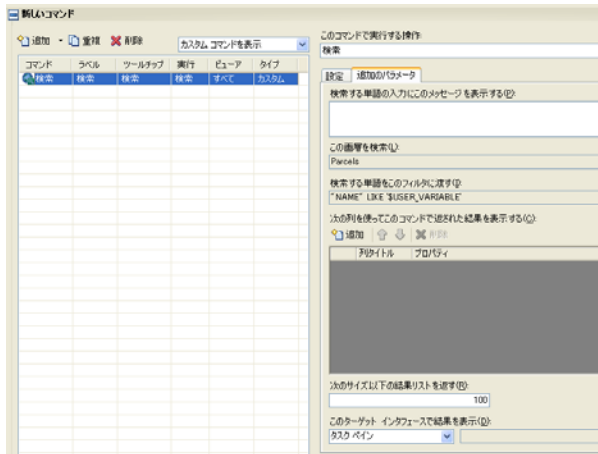 新しいコマンド
追加 重複 削除 カスタム コマンドを表示
コマンド ラベル ツールチップ 実行 ビューア タイプ
検索 検索 検索 検索 すべて カスタム
このコマンドで実行する操作:
検索
設定 追加のパラメータ
検索する単語の入力にこのメッセージを表示する(P):
この画層を検索(L):
Parcels
検索する単語をこのフィルタに渡す(I):
"NAME" LIKE '$USER_VARIABLE'
次の列を使ってこのコマンドで返された結果を表示する(C):
追加 削除
列タイトル プロパティ
次のサイズ以下の結果リストを返す(R):
100
このターゲット インタフェースで結果を表示(D):
タスク ペイン